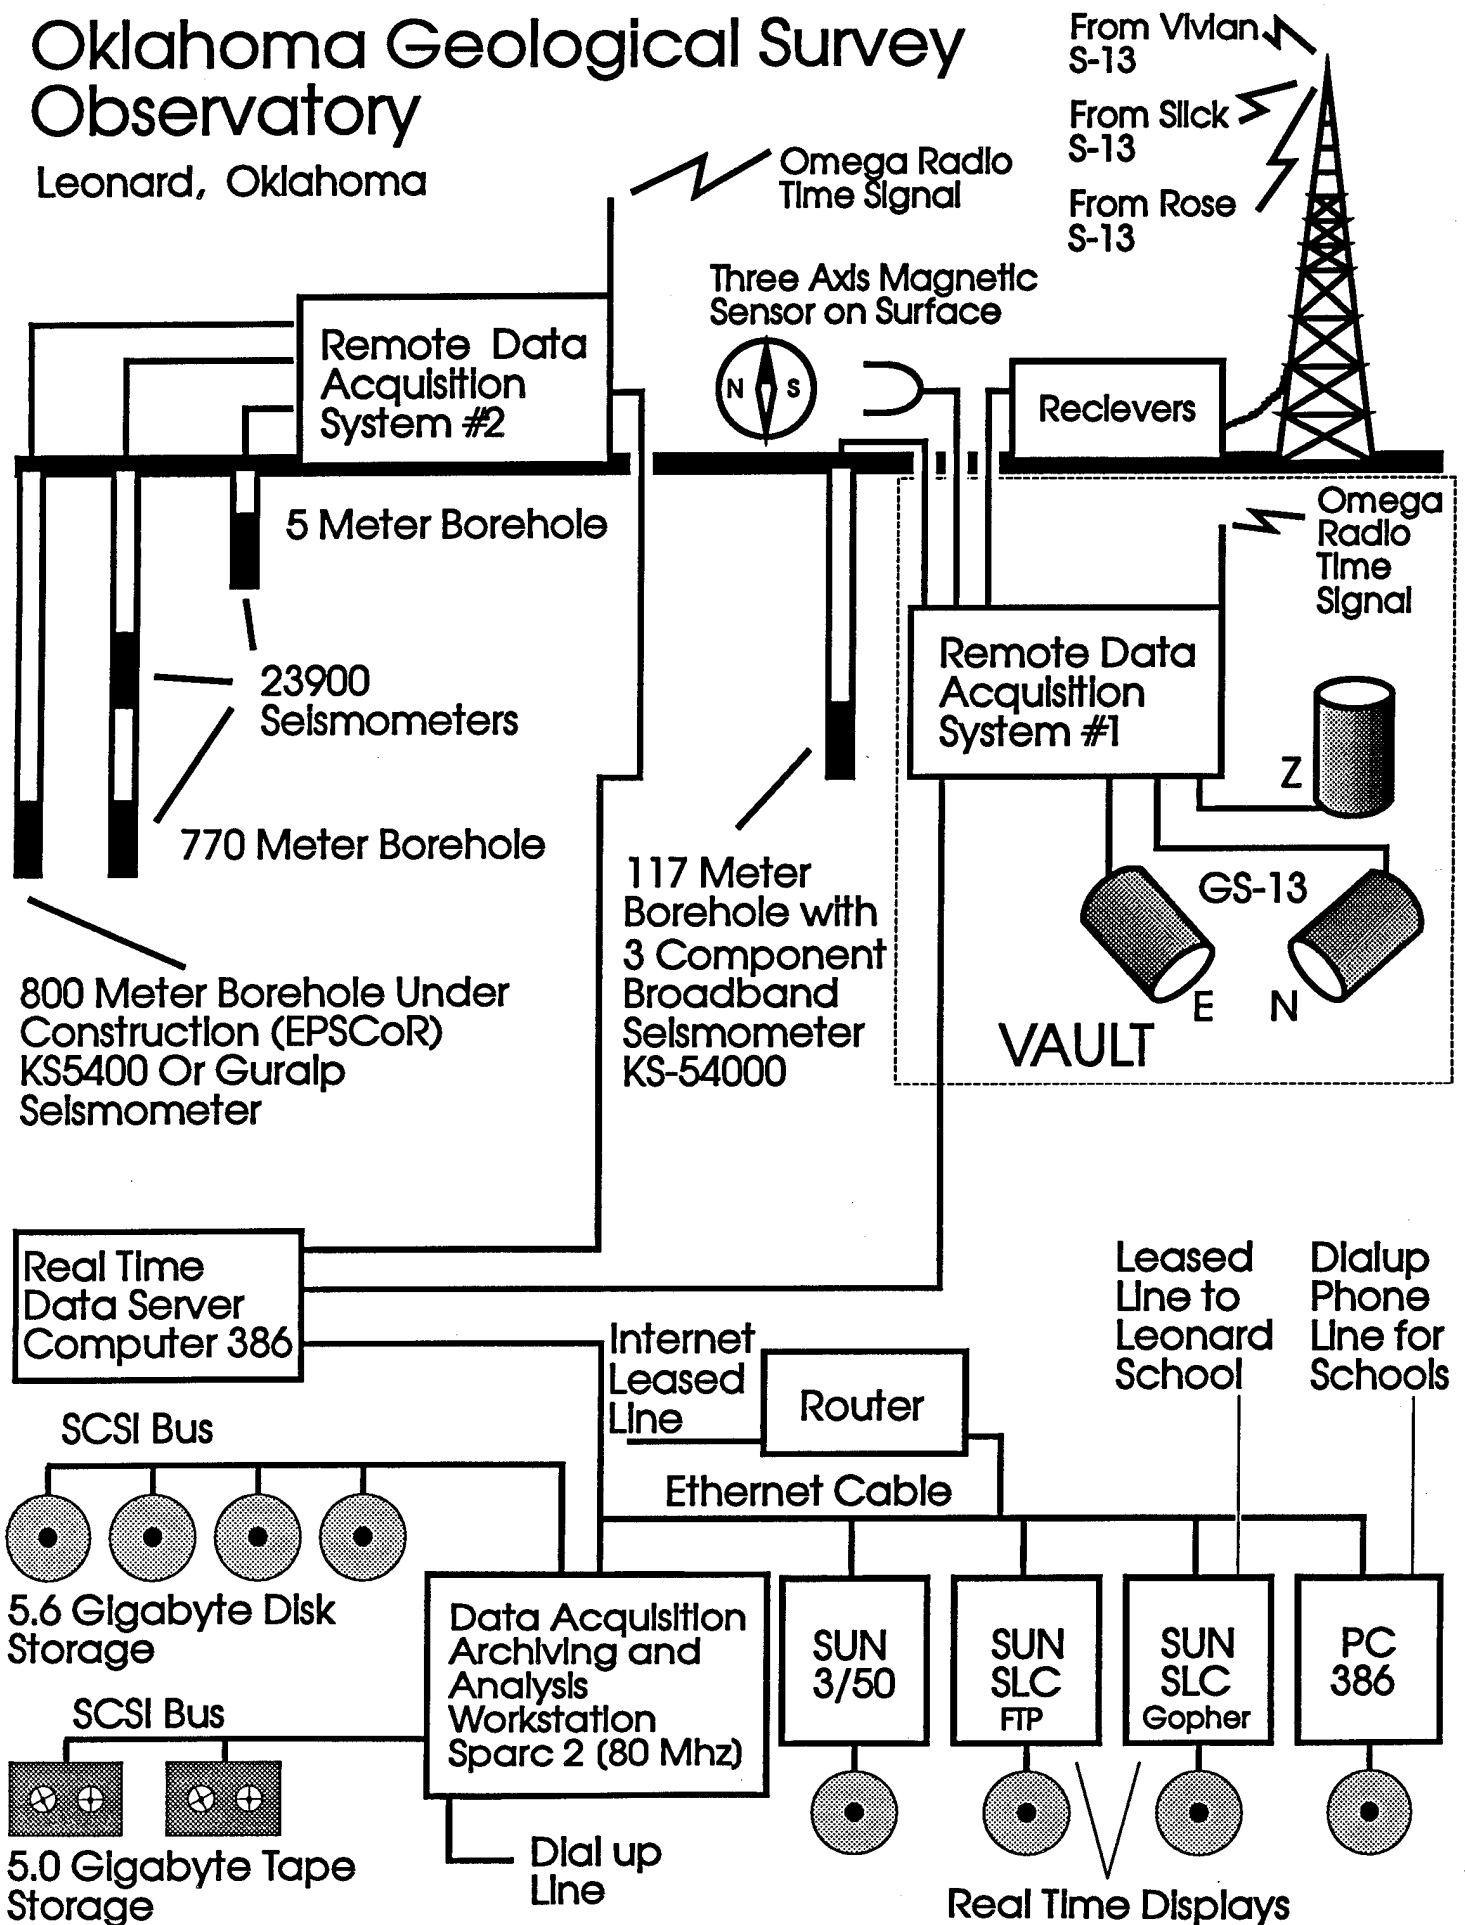 Oklahoma Geological Survey
Observatory
Leonard, Oklahoma
From Vivian
S-13
From Slick
S-13
From Rose
S-13
Omega Radio
Time Signal
Three Axis Magnetic
Sensor on Surface
N S
Remote Data
Acquisition
System #2
Recievers
5 Meter Borehole
Omega
Radio
Time
Signal
23900
Seismometers
Remote Data
Acquisition
System #1
Z
770 Meter Borehole
117 Meter
Borehole with
3 Component
Broadband
Seismometer
KS-54000
GS-13
E
N
VAULT
800 Meter Borehole Under
Construction (EPSCoR)
KS5400 Or Guralp
Seismometer
Real Time
Data Server
Computer 386
Leased
Line to
Leonard
School
Dialup
Phone
Line for
Schools
Internet
Leased
Line
Router
SCSI Bus
Ethernet Cable
5.6 Gigabyte Disk
Storage
Data Acquisition
Archiving and
Analysis
Workstation
Sparc 2 (80 Mhz)
SUN
3/50
SUN
SLC
FTP
SUN
SLC
Gopher
PC
386
SCSI Bus
5.0 Gigabyte Tape
Storage
Dial up
Line
Real Time Displays